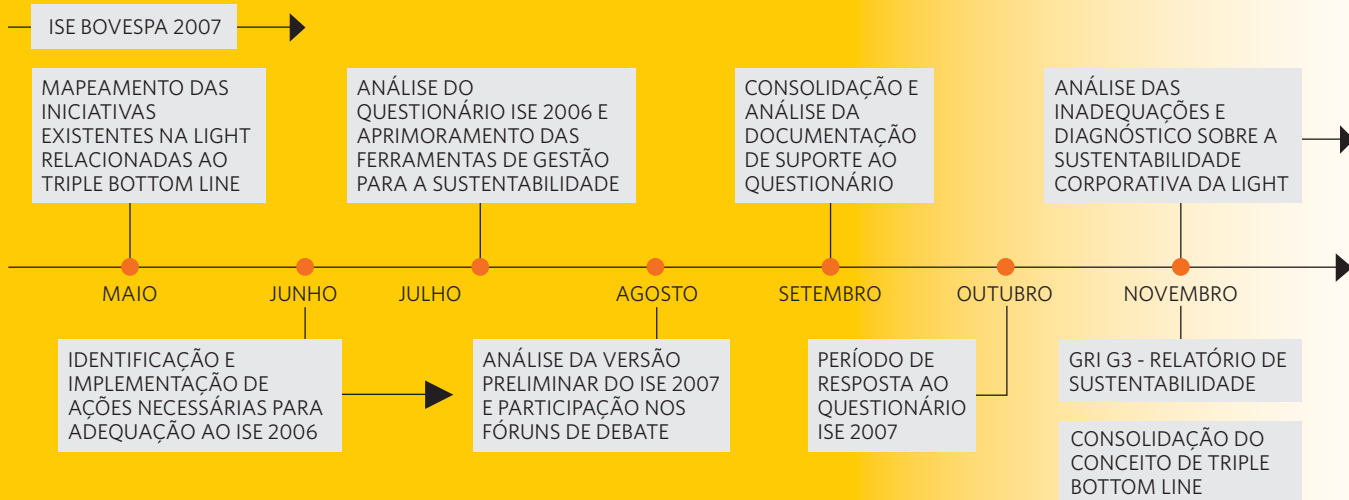 ISE BOVESPA 2007
MAPEAMENTO DAS
INICIATIVAS
EXISTENTES NA LIGHT
RELACIONADAS AO
TRIPLE BOTTOM LINE
ANÁLISE DO
QUESTIONÁRIO ISE 2006 E
APRIMORAMENTO DAS
FERRAMENTAS DE GESTÃO
PARA A SUSTENTABILIDADE
CONSOLIDAÇÃO E
ANÁLISE DA
DOCUMENTAÇÃO
DE SUPORTE AO
QUESTIONÁRIO
ANÁLISE DAS
INADEQUAÇÕES E
DIAGNÓSTICO SOBRE A
SUSTENTABILIDADE
CORPORATIVA DA LIGHT
MAIO JUNHO JULHO AGOSTO SETEMBRO OUTUBRO NOVEMBRO
IDENTIFICAÇÃO E
IMPLEMENTAÇÃO DE
AÇÕES NECESSÁRIAS PARA
ADEQUAÇÃO AO ISE 2006
ANÁLISE DA VERSÃO
PRELIMINAR DO ISE 2007
E PARTICIPAÇÃO NOS
FÓRUNS DE DEBATE
PERÍODO DE
RESPOSTA AO
QUESTIONÁRIO
ISE 2007
GRI G3 - RELATÓRIO DE
SUSTENTABILIDADE
CONSOLIDAÇÃO DO
CONCEITO DE TRIPLE
BOTTOM LINE